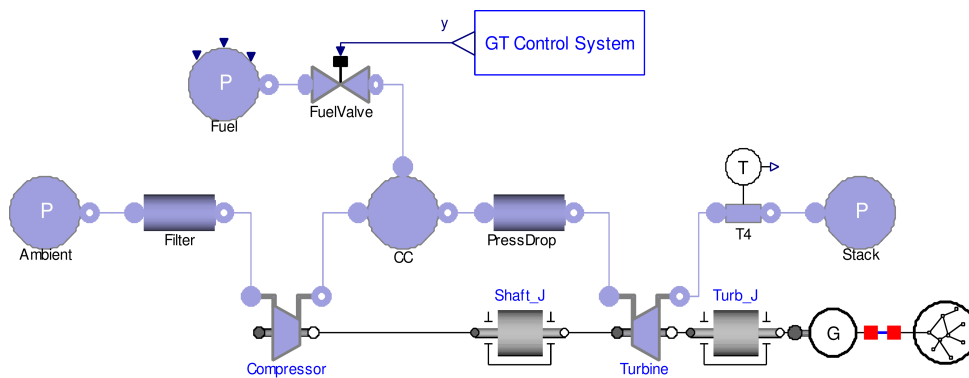 y
GT Control System
P
Fuel
FuelValve
T
P
Ambient
Filter
CC
PressDrop
T4
P
Stack
Shaft_J
Turb_J
Compressor
Turbine
G